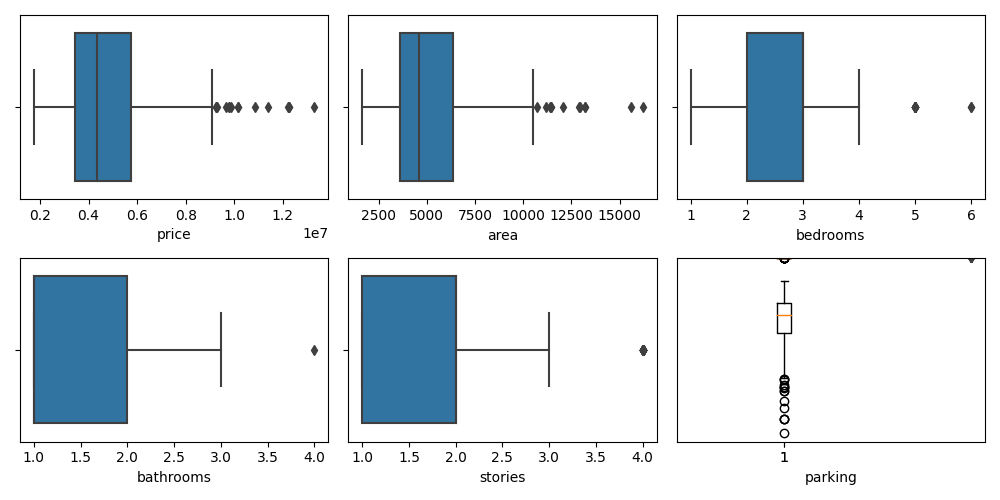 0.2 0.4 0.6 0.8 1.0 1.2
1e7
price
2500 5000 7500 10000 12500 15000
area
1 2 3 4 5 6
bedrooms
1.0 1.5 2.0 2.5 3.0 3.5 4.0
bathrooms
1.0 1.5 2.0 2.5 3.0 3.5 4.0
stories
1
parking